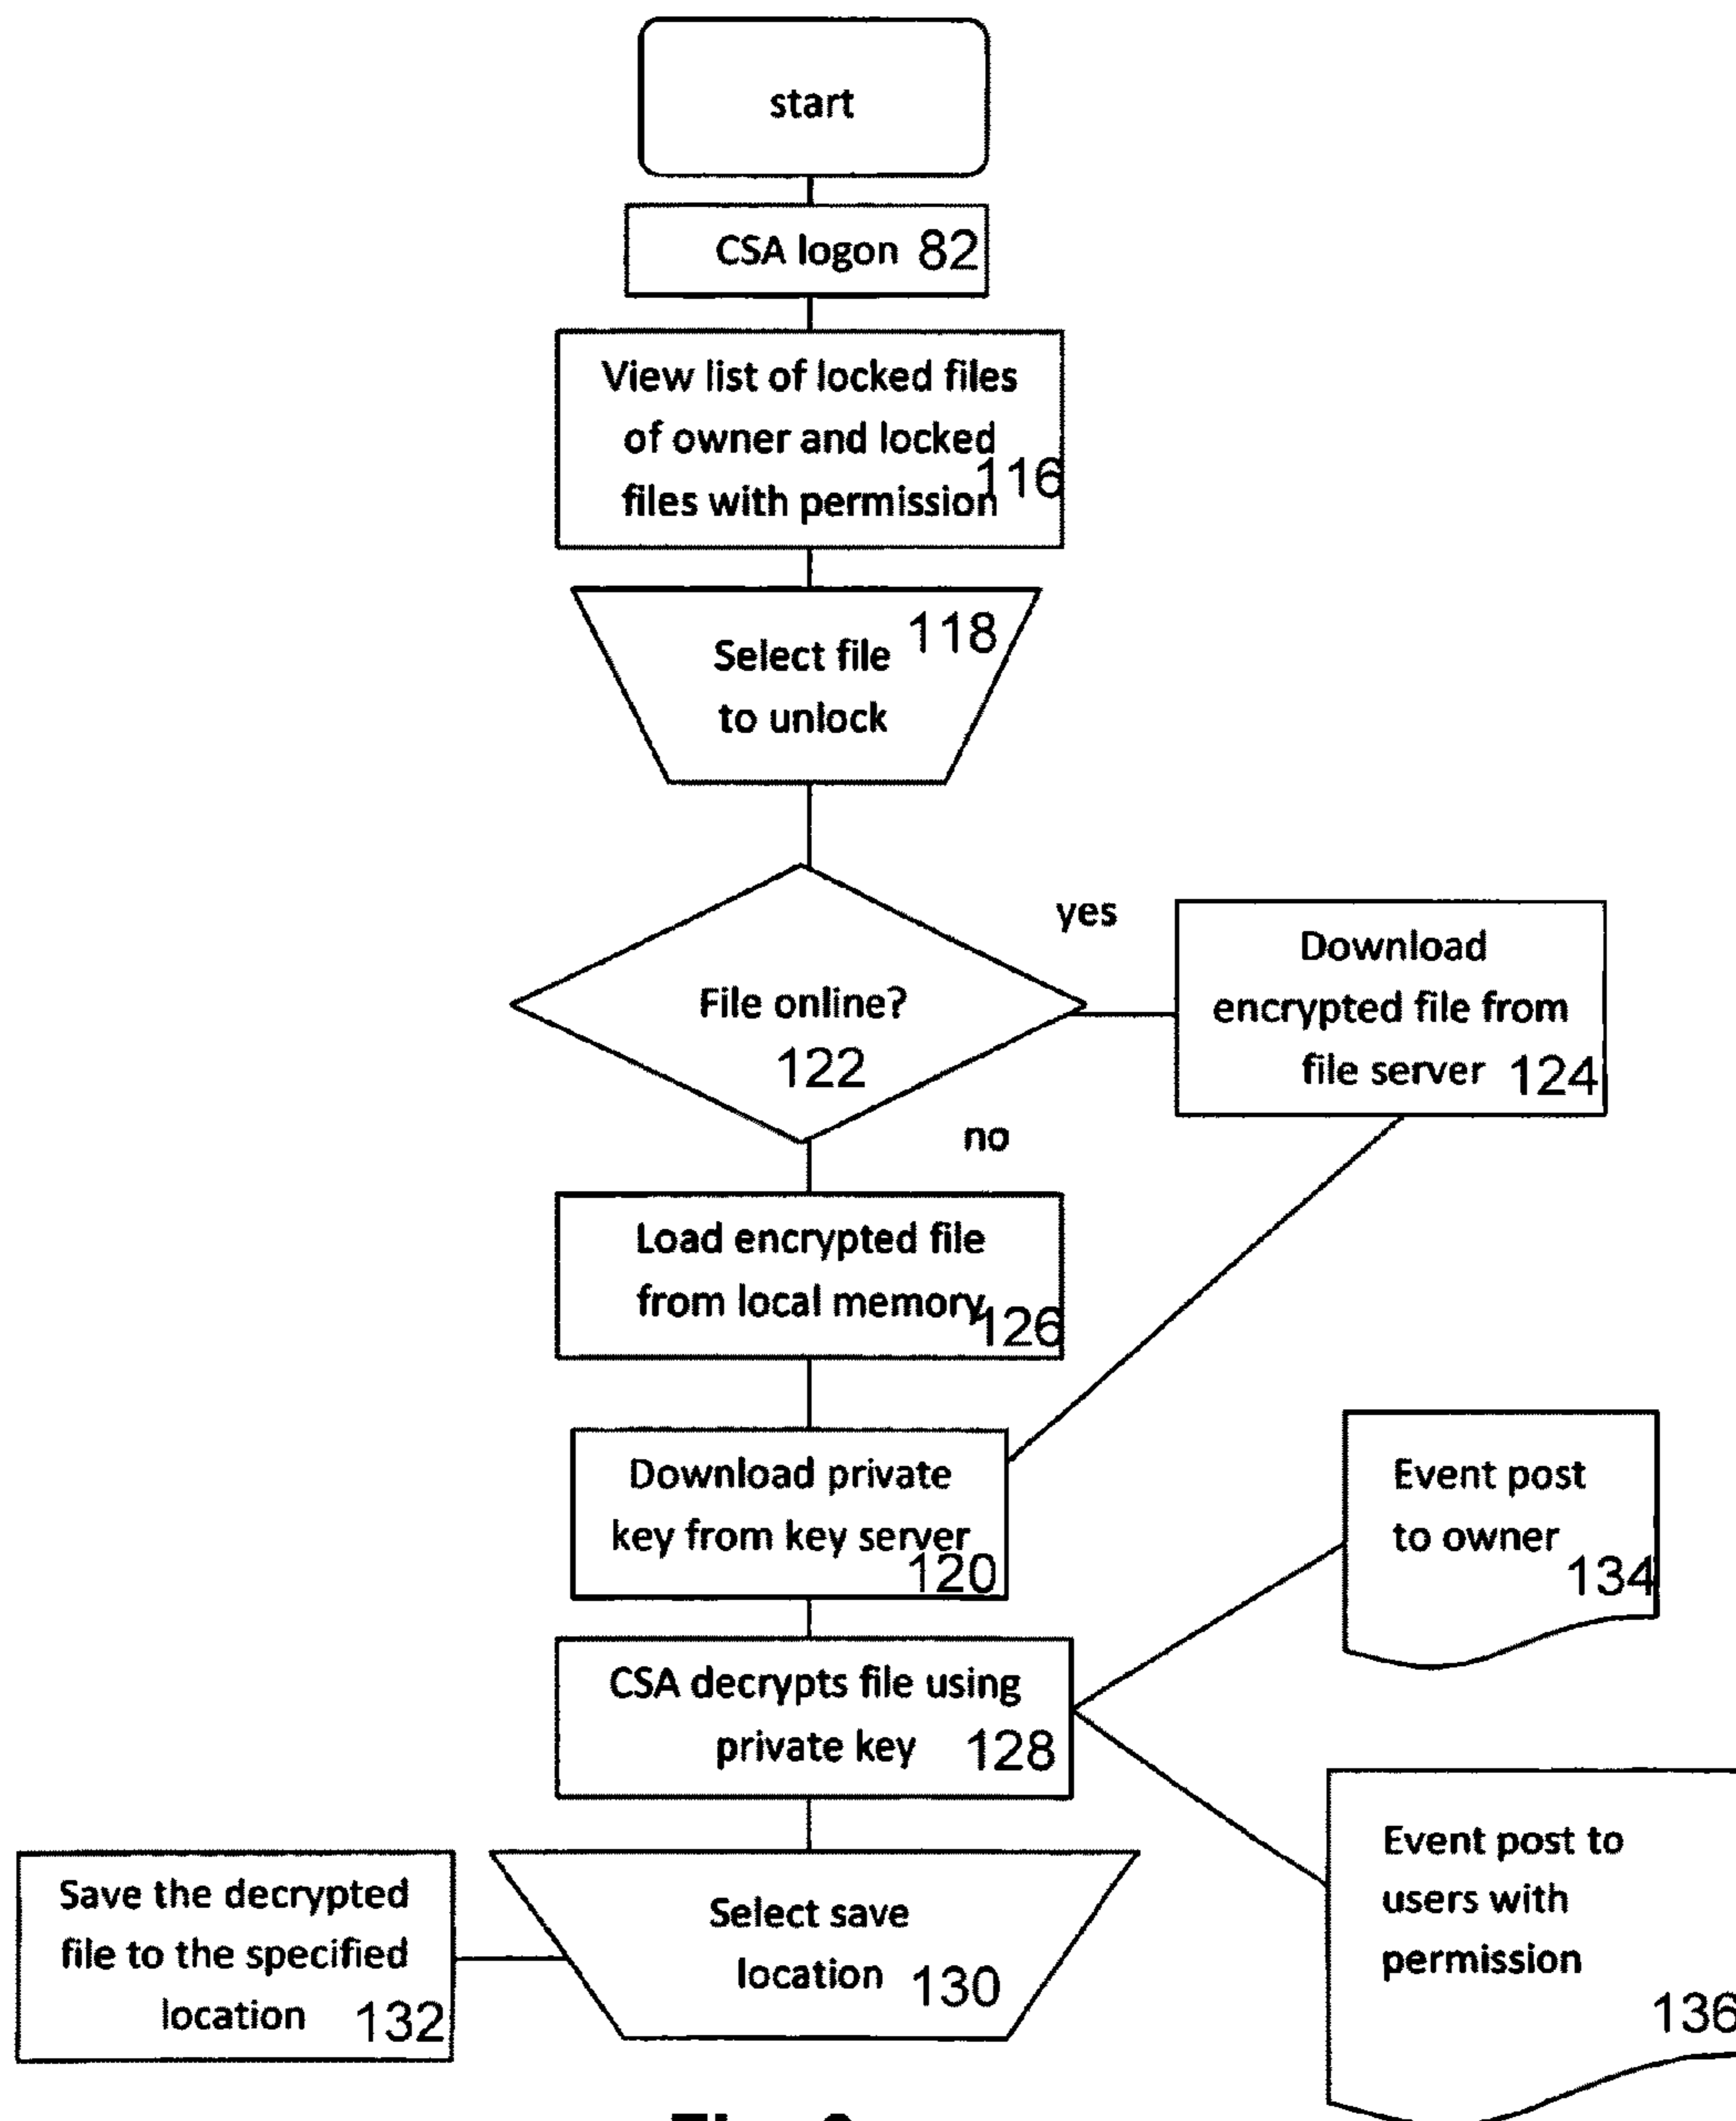 start
CSA logon 82
View list of locked files
of owner and locked
files with permission 116
Select file 118
to unlock
yes
File online?
122
Download
encrypted file from
file server 124
no
Load encrypted file
from local memory 126
Download private
key from key server
120
Event post
to owner
134
CSA decrypts file using
private key 128
Event post to
users with
permission
136
Select save
location 130
Save the decrypted
file to the specified
location 132